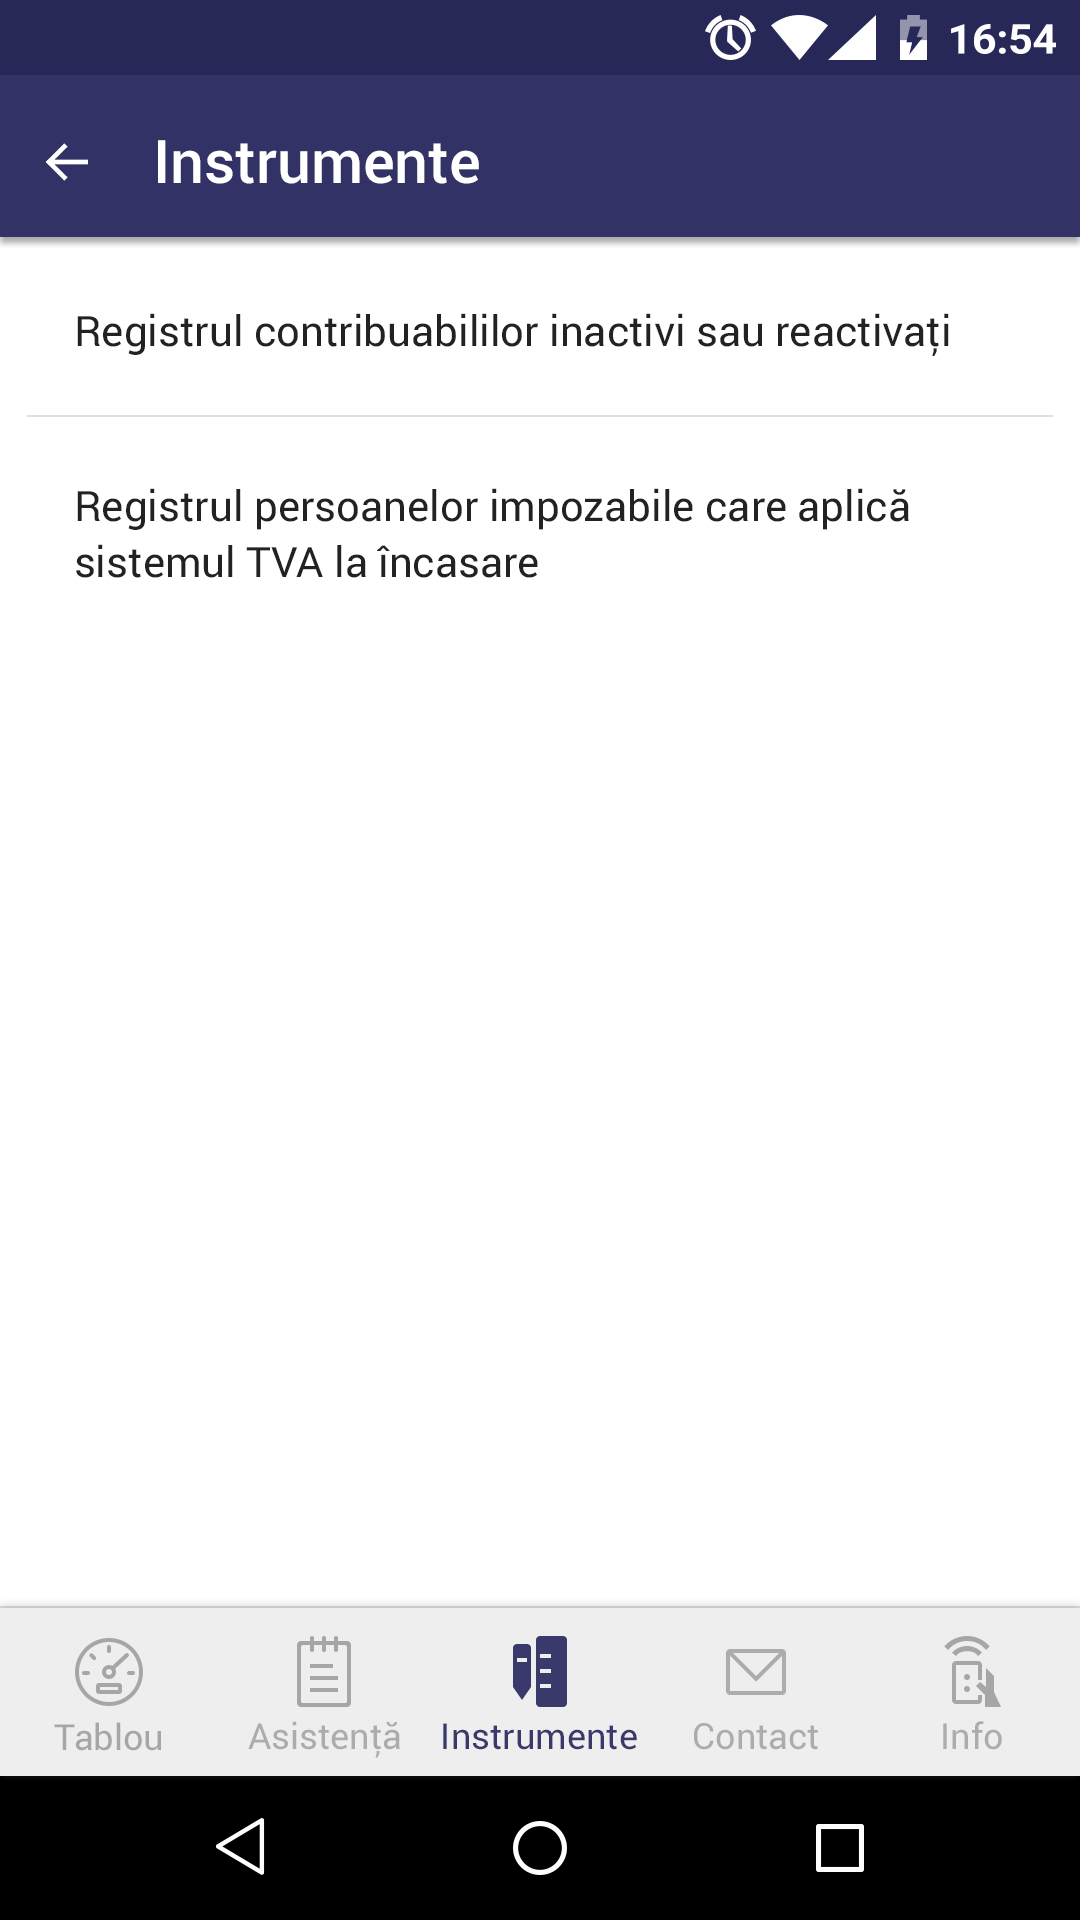 16:54
Instrumente
Registrul contribuabililor inactivi sau reactivați
Registrul persoanelor impozabile care aplică
sistemul TVA la încasare
Tablou
Asistență
Instrumente
Contact
Info